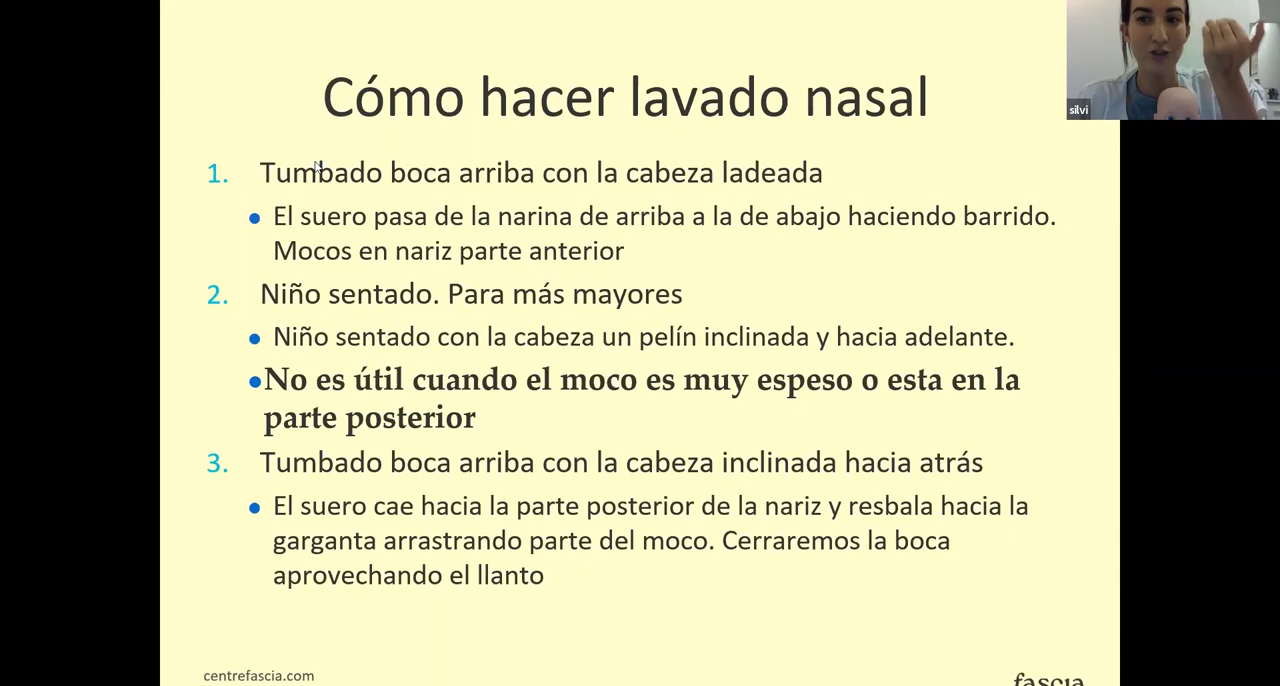 silvi
Cómo hacer lavado nasal
1. Tumbado boca arriba con la cabeza ladeada
● El suero pasa de la narina de arriba a la de abajo haciendo barrido.
Mocos en nariz parte anterior
2. Niño sentado. Para más mayores
● Niño sentado con la cabeza un pelín inclinada y hacia adelante.
●No es útil cuando el moco es muy espeso o esta en la
parte posterior
3. Tumbado boca arriba con la cabeza inclinada hacia atrás
● El suero cae hacia la parte posterior de la nariz y resbala hacia la
garganta arrastrando parte del moco. Cerraremos la boca
aprovechando el llanto
centrefascia.com
fascia